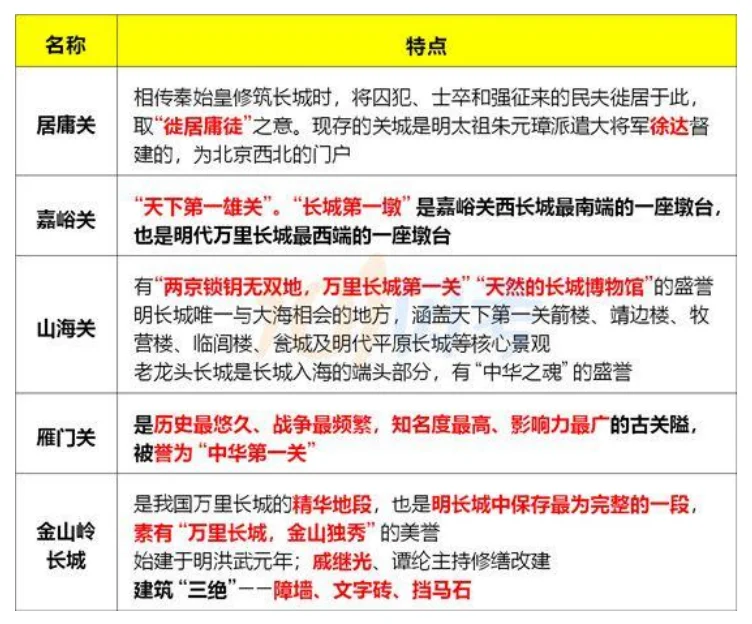 名称 特点
居庸关
相传秦始皇修筑长城时，将囚犯、士卒和强征来的民夫徙居于此，
取“徙居庸徒”之意。现存的关城是明太祖朱元璋派遣大将军徐达督
建的，为北京西北的门户
嘉峪关
“天下第一雄关”。“长城第一墩”是嘉峪关西长城最南端的一座墩台，
也是明代万里长城最西端的一座墩台
山海关
有“两京锁钥无双地，万里长城第一关”“天然的长城博物馆”的盛誉
明长城唯一与大海相会的地方，涵盖天下第一关箭楼、靖边楼、牧
营楼、临闾楼、瓮城及明代平原长城等核心景观
老龙头长城是长城入海的端头部分，有“中华之魂”的盛誉
雁门关
是历史最悠久、战争最频繁，知名度最高、影响力最广的古关隘，
被誉为“中华第一关”
金山岭
长城
是我国万里长城的精华地段，也是明长城中保存最为完整的一段，
素有“万里长城，金山独秀”的美誉
始建于明洪武元年；戚继光、谭纶主持修缮改建
建筑“三绝”——障墙、文字砖、挡马石